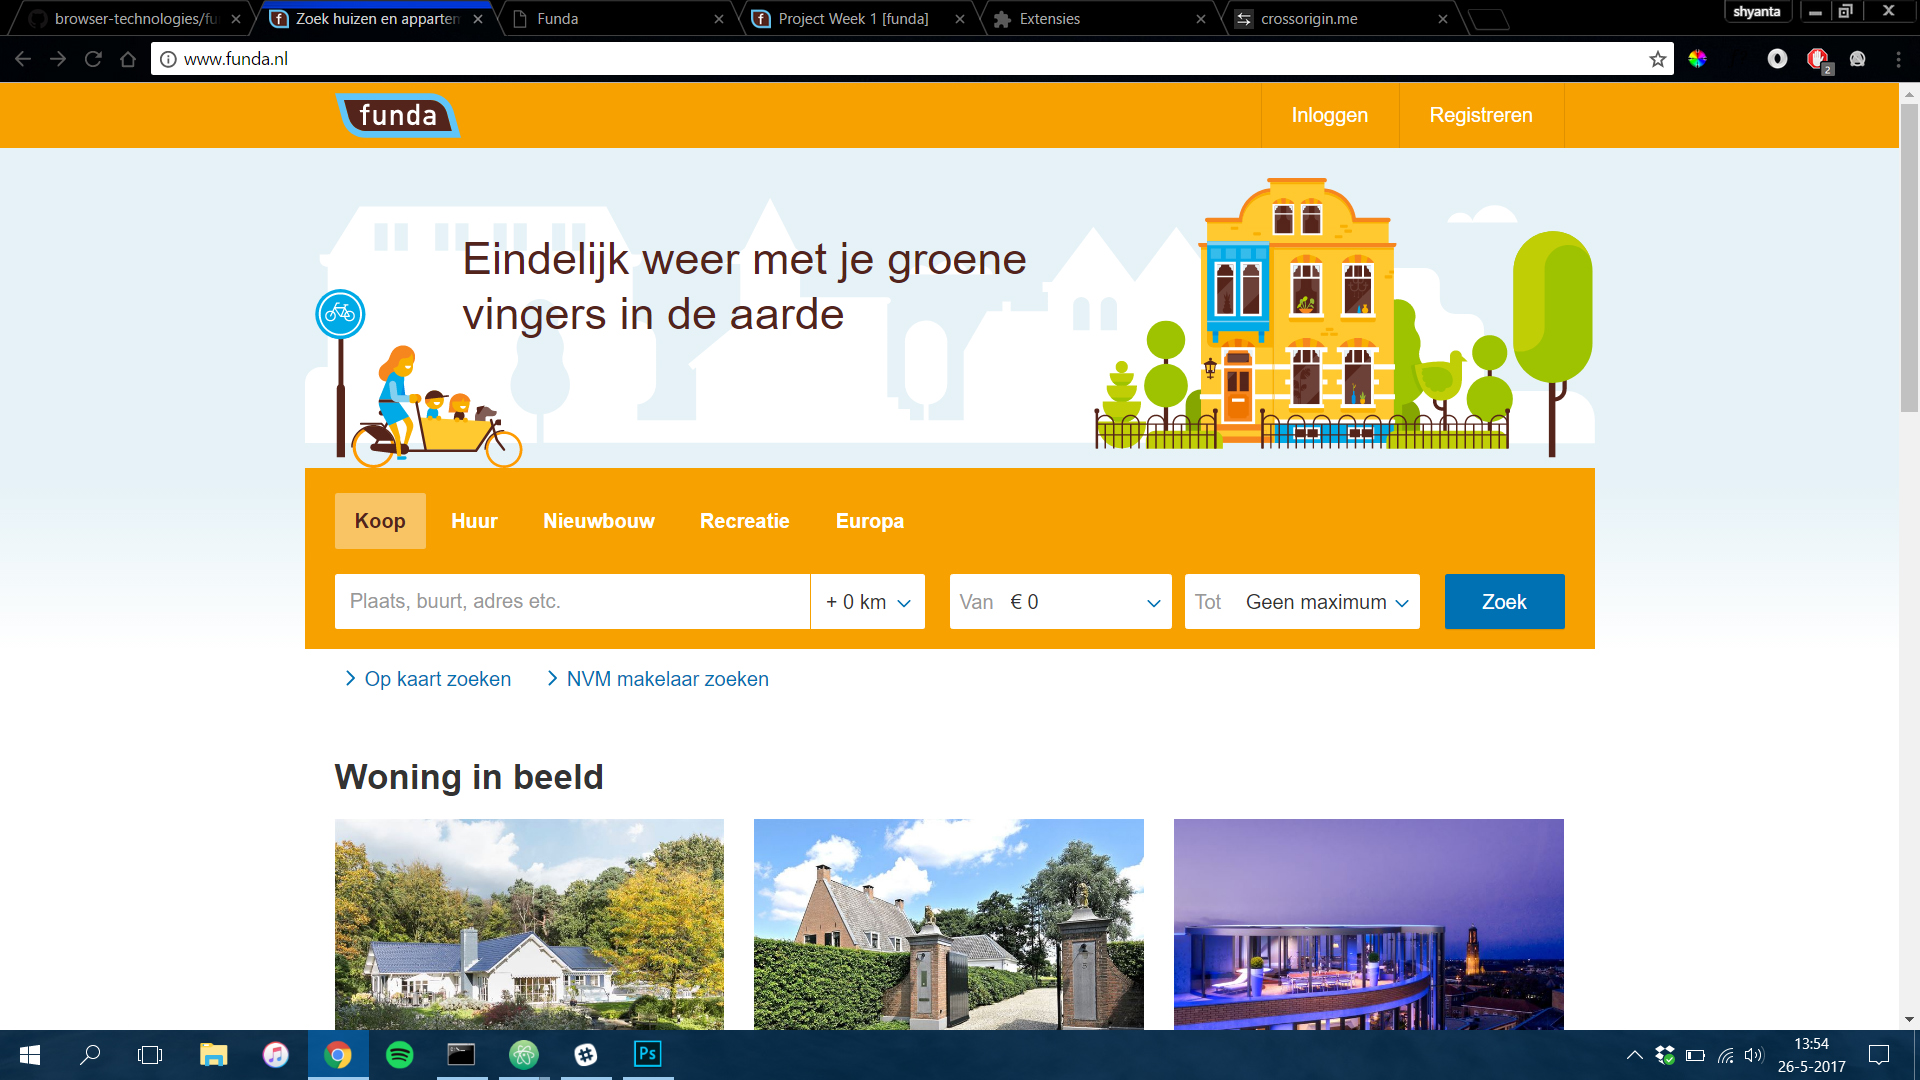 browser-technologies/fu
Zoek huizen en apparten
Funda
Project Week 1 [funda]
Extensies
crossorigin.me
shyanta
www.funda.nl
2
funda
Inloggen
Registreren
Eindelijk weer met je groene
vingers in de aarde
Koop
Huur
Nieuwbouw
Recreatie
Europa
Plaats, buurt, adres etc.
+ 0 km
Van € 0
Tot Geen maximum
Zoek
Op kaart zoeken
NVM makelaar zoeken
Woning in beeld
Ps
13:54
26-5-2017